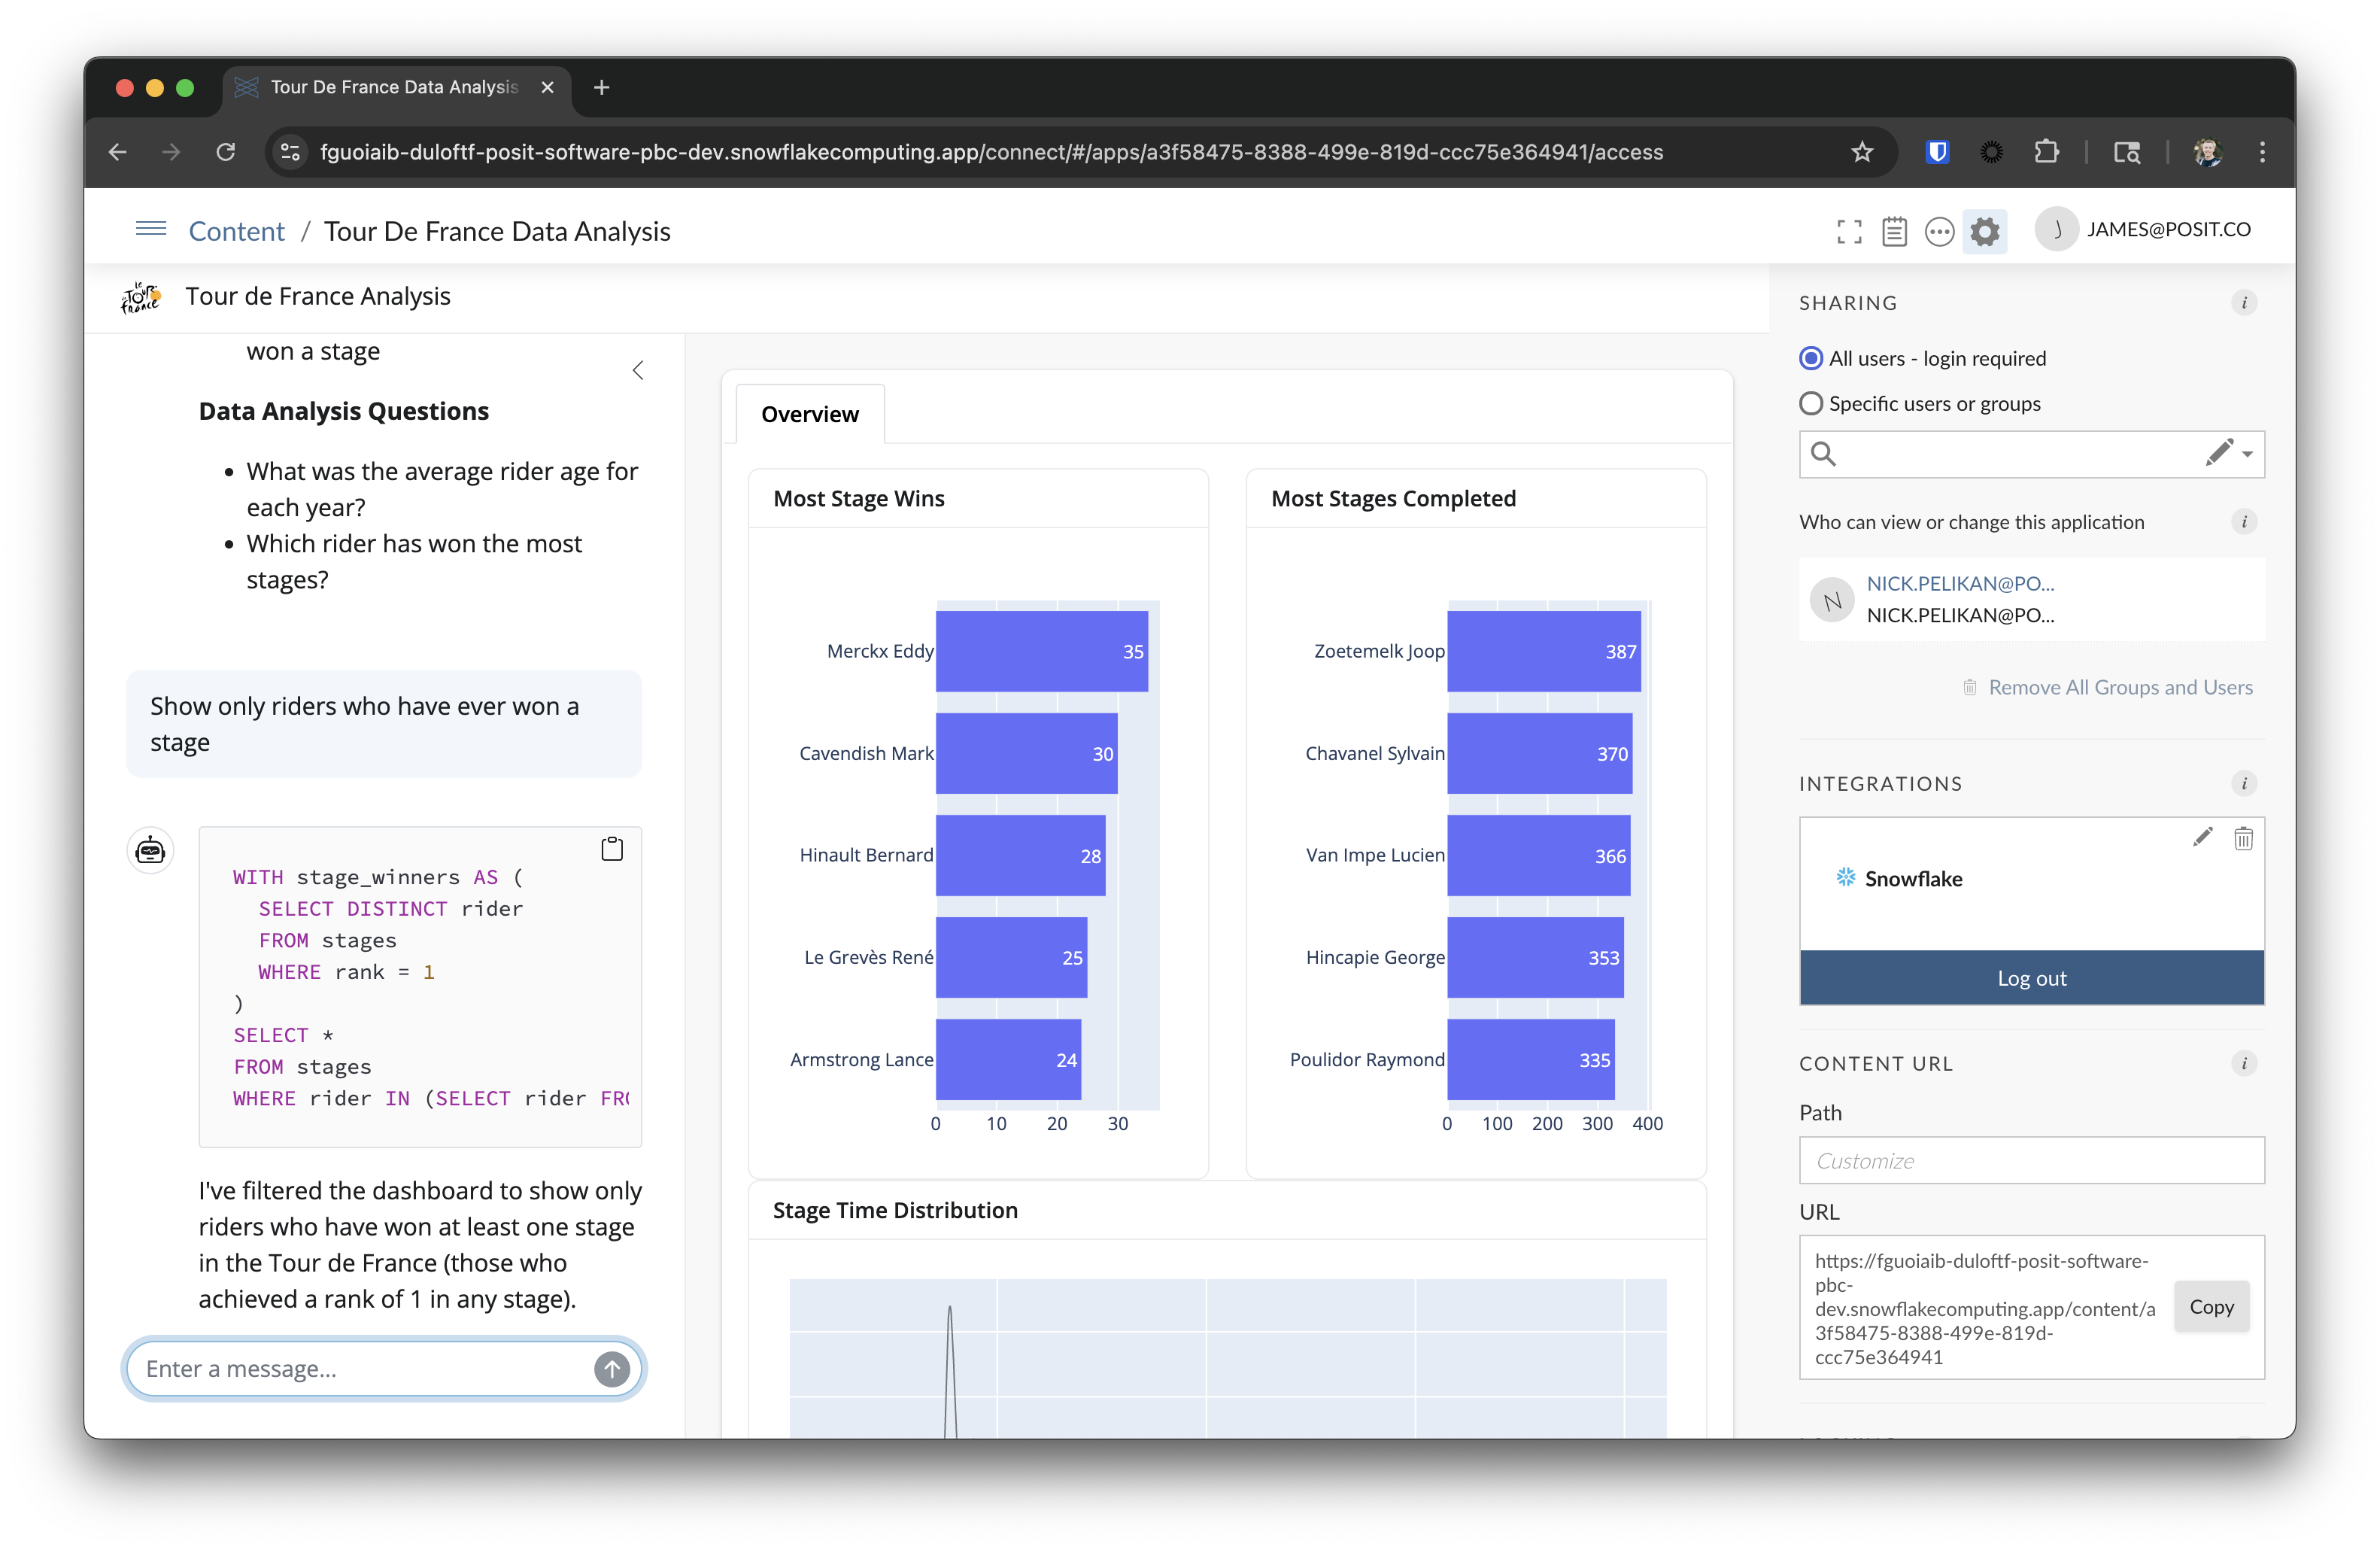 Tour De France Data Analysis
fguoiaib-duloftf-posit-software-pbc-dev.snowflakecomputing.app/connect/#/apps/a3f58475-8388-499e-819d-ccc75e364941/access
Content / Tour De France Data Analysis
J JAMES@POSIT.CO
le TOUR de france
Tour de France Analysis
won a stage
Data Analysis Questions
• What was the average rider age for
each year?
• Which rider has won the most
stages?
Show only riders who have ever won a
stage
WITH stage_winners AS (
SELECT DISTINCT rider
FROM stages
WHERE rank = 1
)
SELECT *
FROM stages
WHERE rider IN (SELECT rider FRO
I've filtered the dashboard to show only
riders who have won at least one stage
in the Tour de France (those who
achieved a rank of 1 in any stage).
Enter a message...
Overview
Most Stage Wins
Merckx Eddy 35
Cavendish Mark 30
Hinault Bernard 28
Le Grevès René 25
Armstrong Lance 24
0 10 20 30
Most Stages Completed
Zoetemelk Joop 387
Chavanel Sylvain 370
Van Impe Lucien 366
Hincapie George 353
Poulidor Raymond 335
0 100 200 300 400
Stage Time Distribution
SHARING i
All users - login required
Specific users or groups
Who can view or change this application i
N
NICK.PELIKAN@PO...
NICK.PELIKAN@PO...
Remove All Groups and Users
INTEGRATIONS i
Snowflake
Log out
CONTENT URL i
Path
Customize
URL
https://fguoiaib-duloftf-posit-software-
pbc-
dev.snowflakecomputing.app/content/a
3f58475-8388-499e-819d-
ccc75e364941
Copy